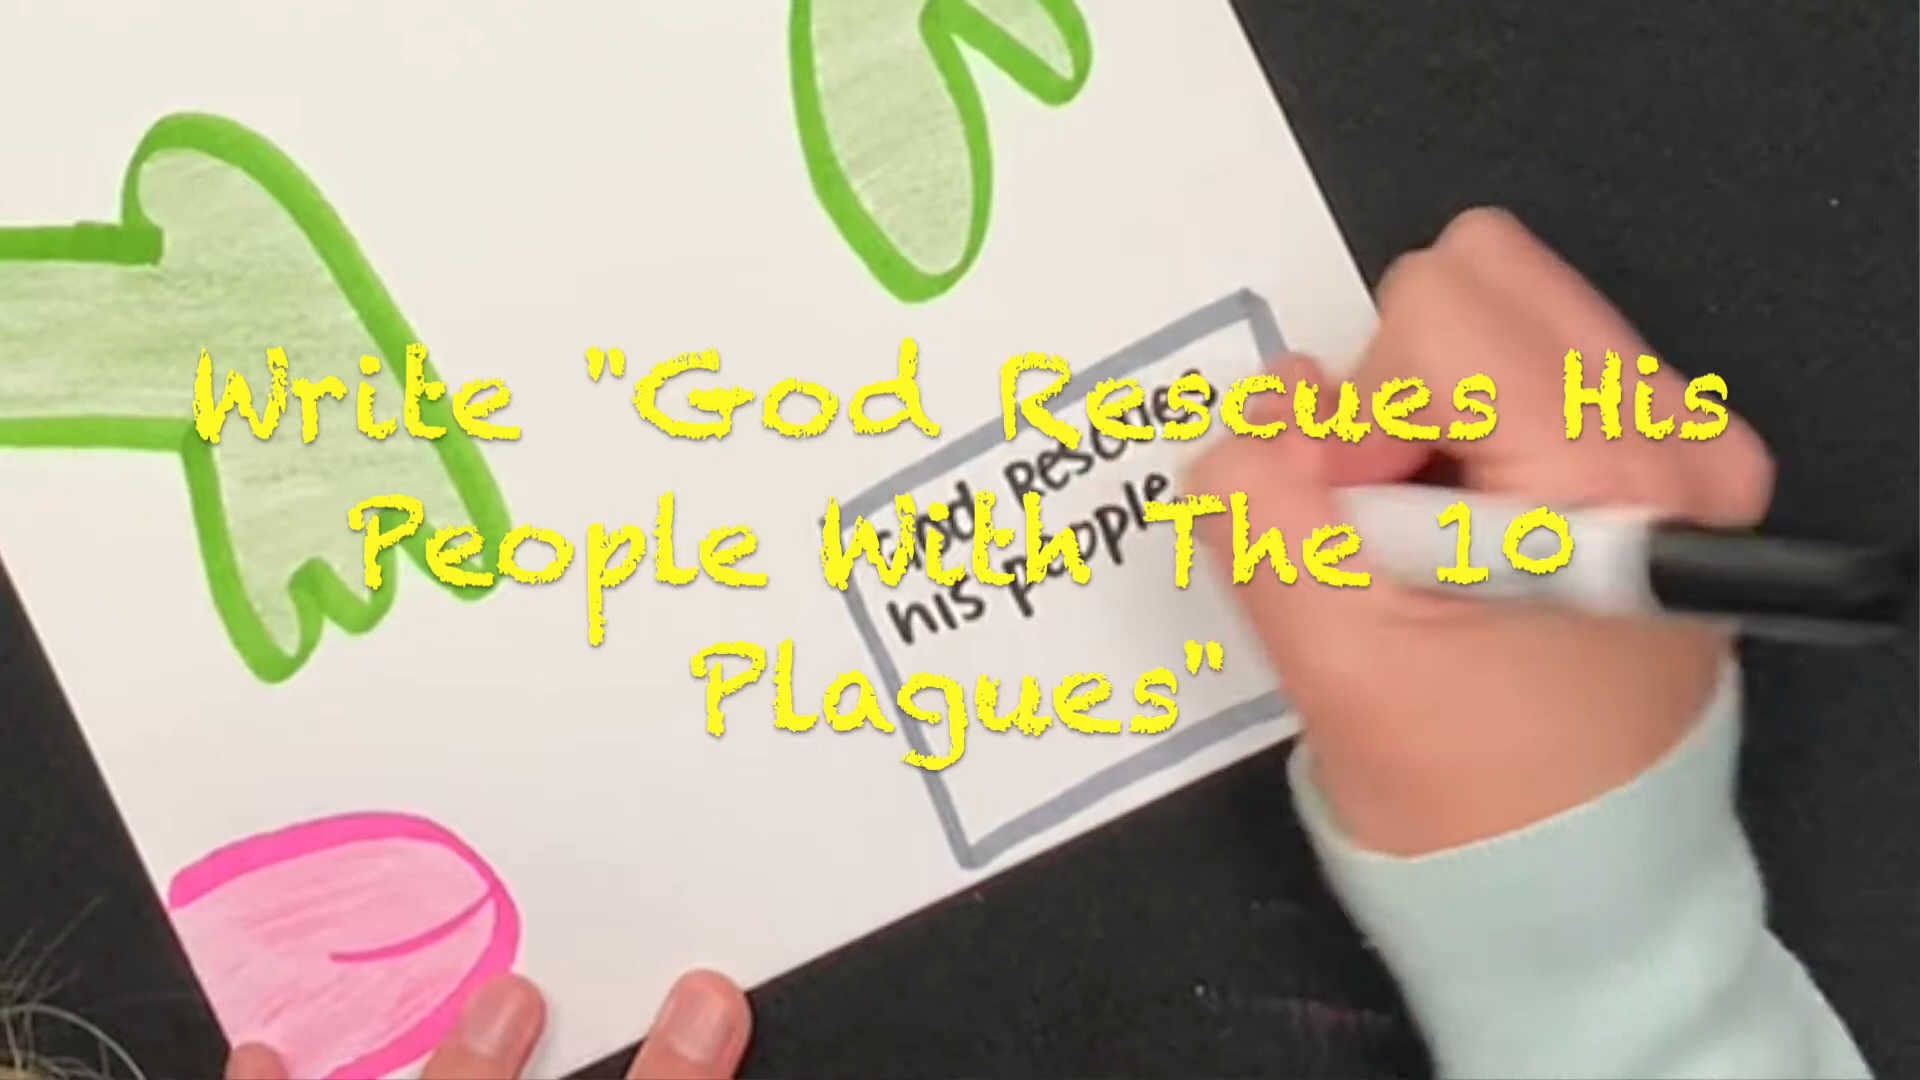 Write "God Rescues His
People With The 10
Plagues"
God Rescues
his people